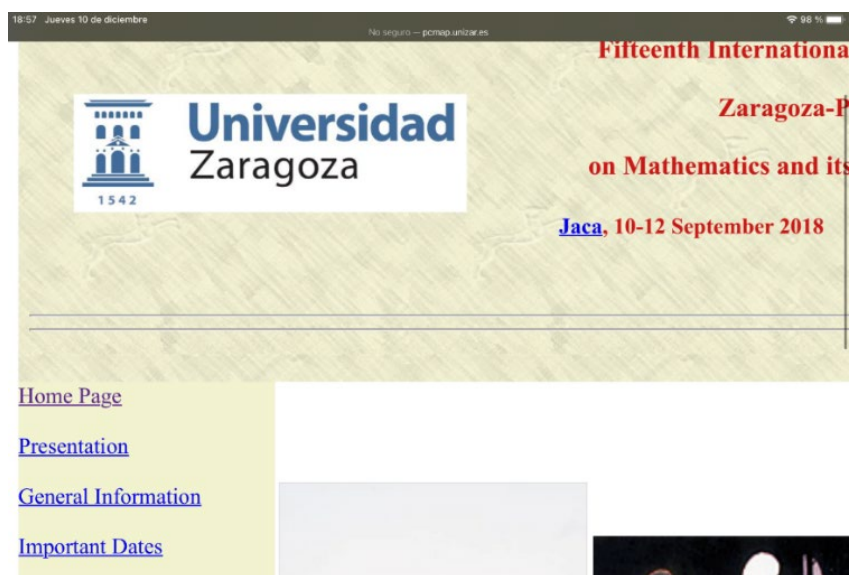 18:57 Jueves 10 de diciembre
98 %
No seguro — pcmap.unizar.es
Fifteenth Internationa
Zaragoza-P
on Mathematics and its
Jaca, 10-12 September 2018
Universidad
Zaragoza
1542
Home Page
Presentation
General Information
Important Dates